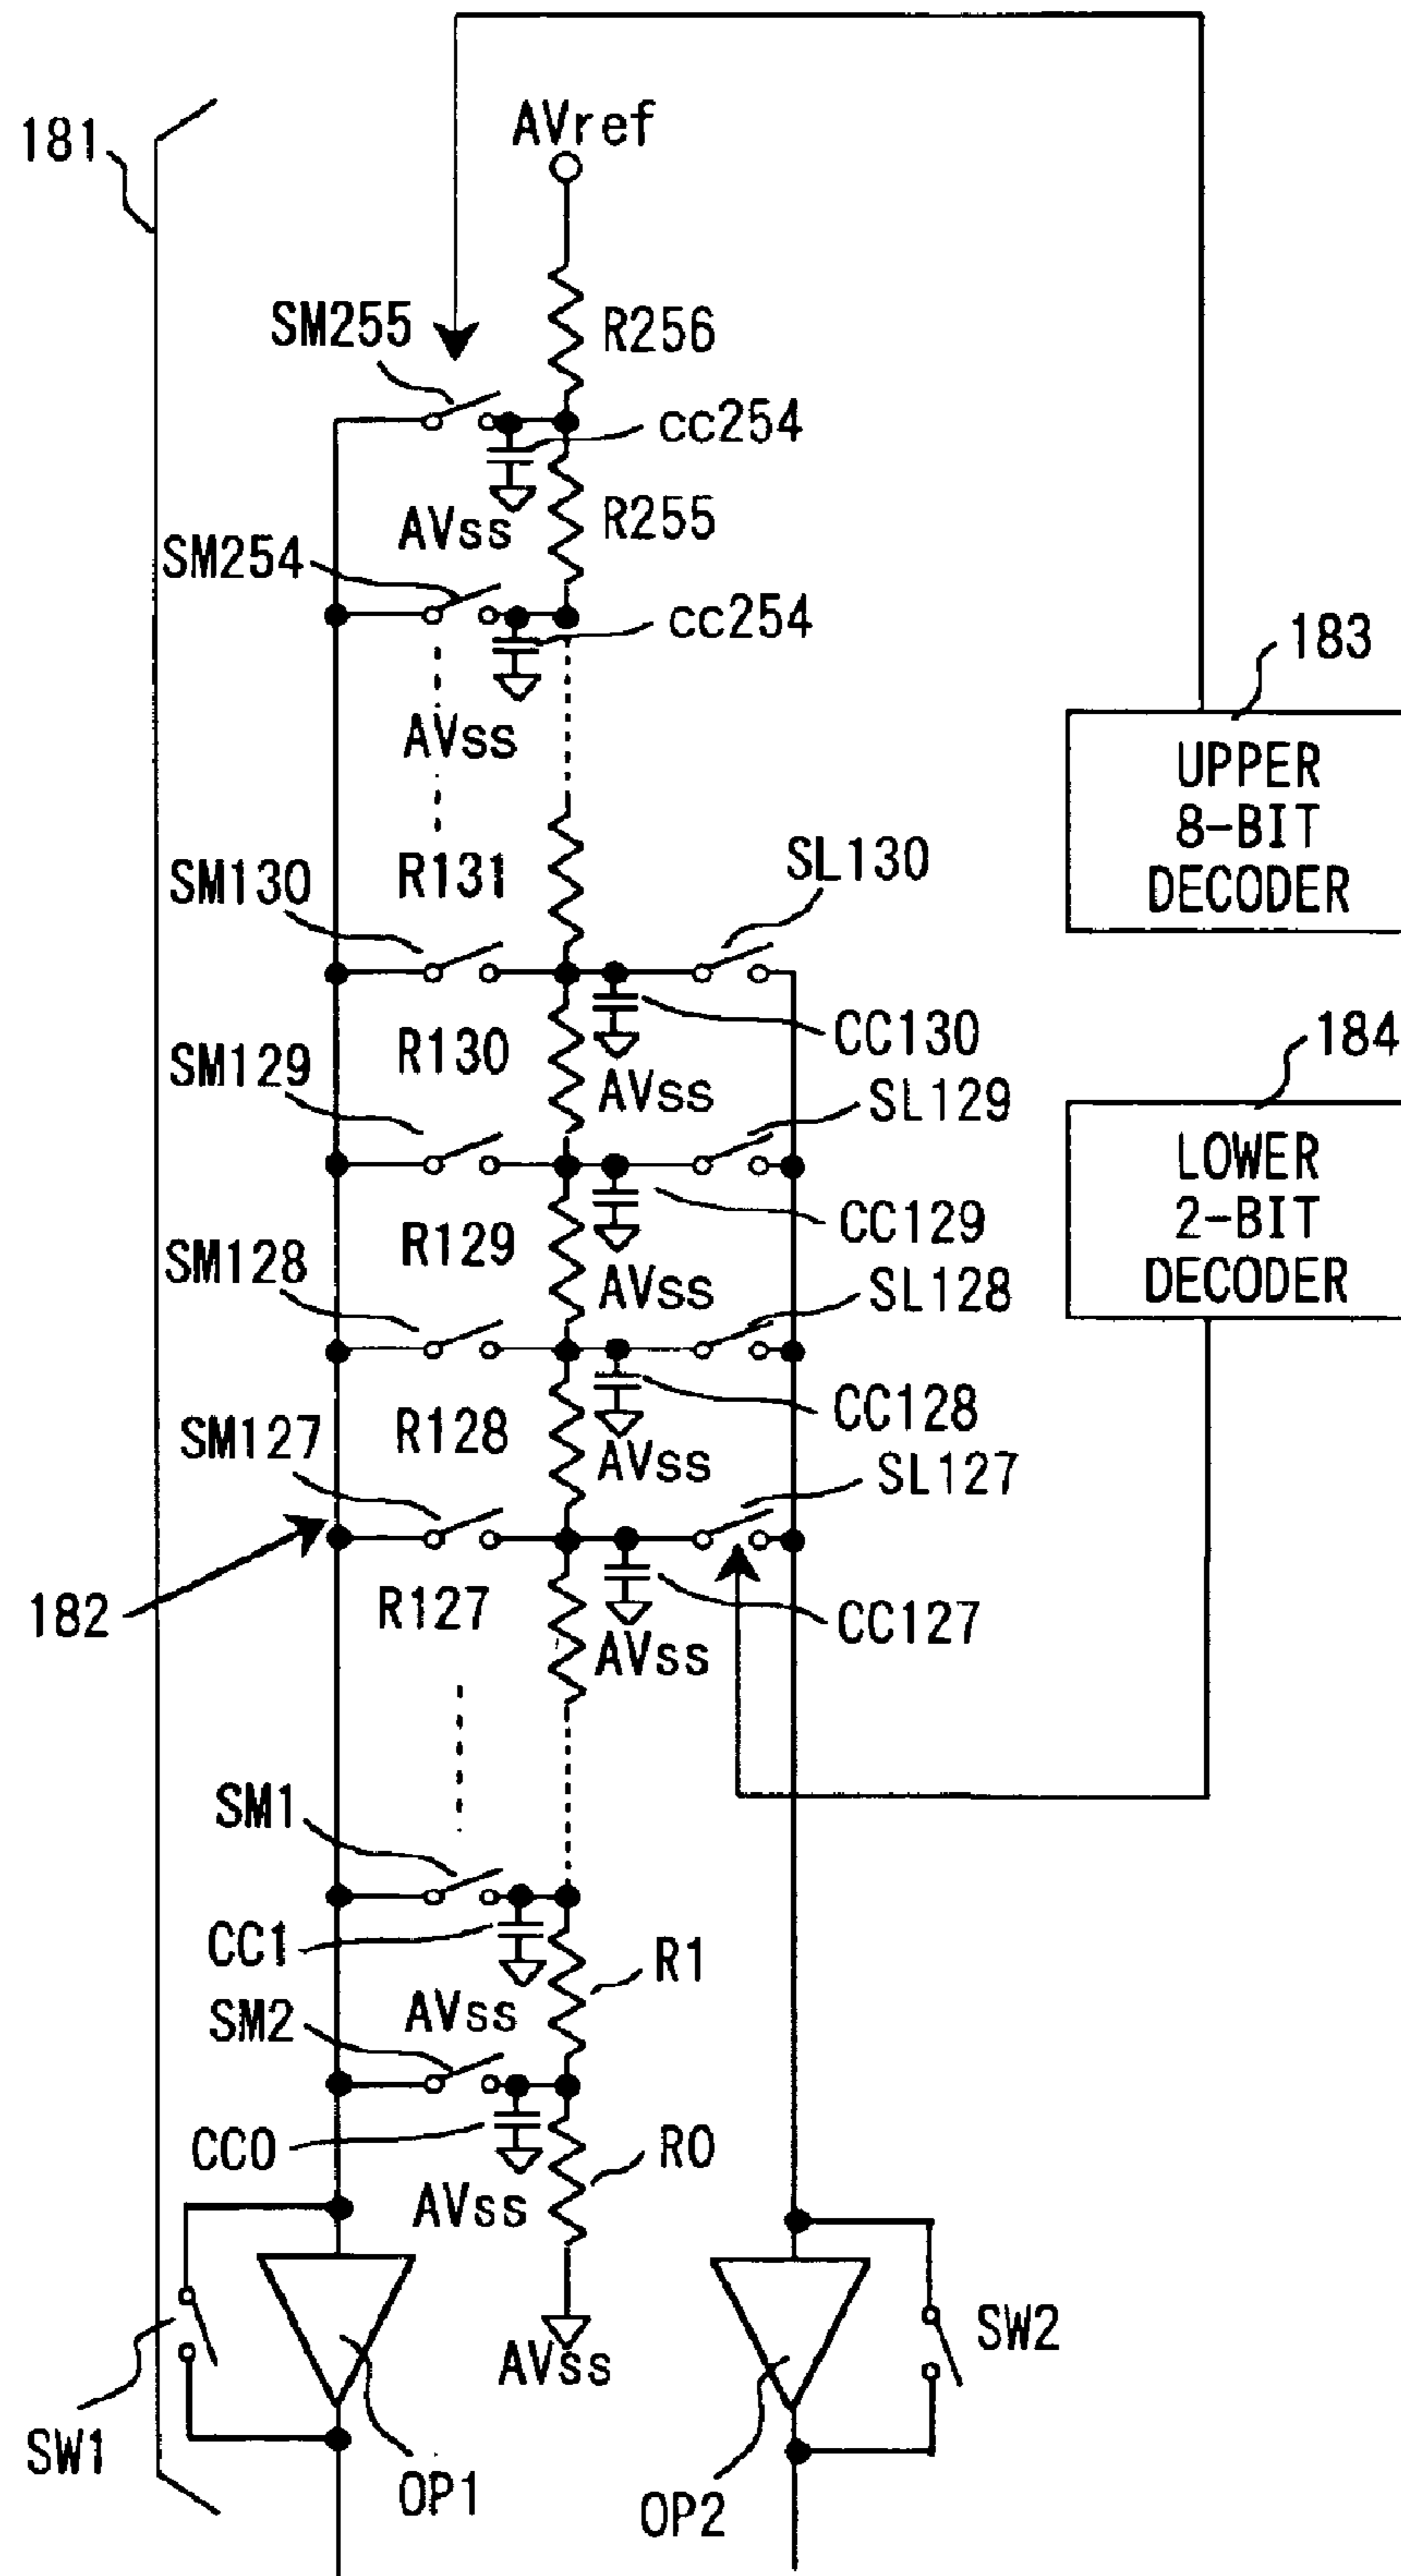 181
AVref
SM255
R256
cc254
AVss
R255
SM254
cc254
183
AVss
UPPER
8-BIT
DECODER
SM130
R131
SL130
R130
CC130
184
SM129
AVss
SL129
LOWER
2-BIT
DECODER
R129
CC129
SM128
AVss
SL128
SM127
R128
CC128
AVss
SL127
182
R127
CC127
AVss
SM1
CC1
R1
AVss
SM2
CC0
R0
AVss
SW1
AVss
SW2
OP1
OP2